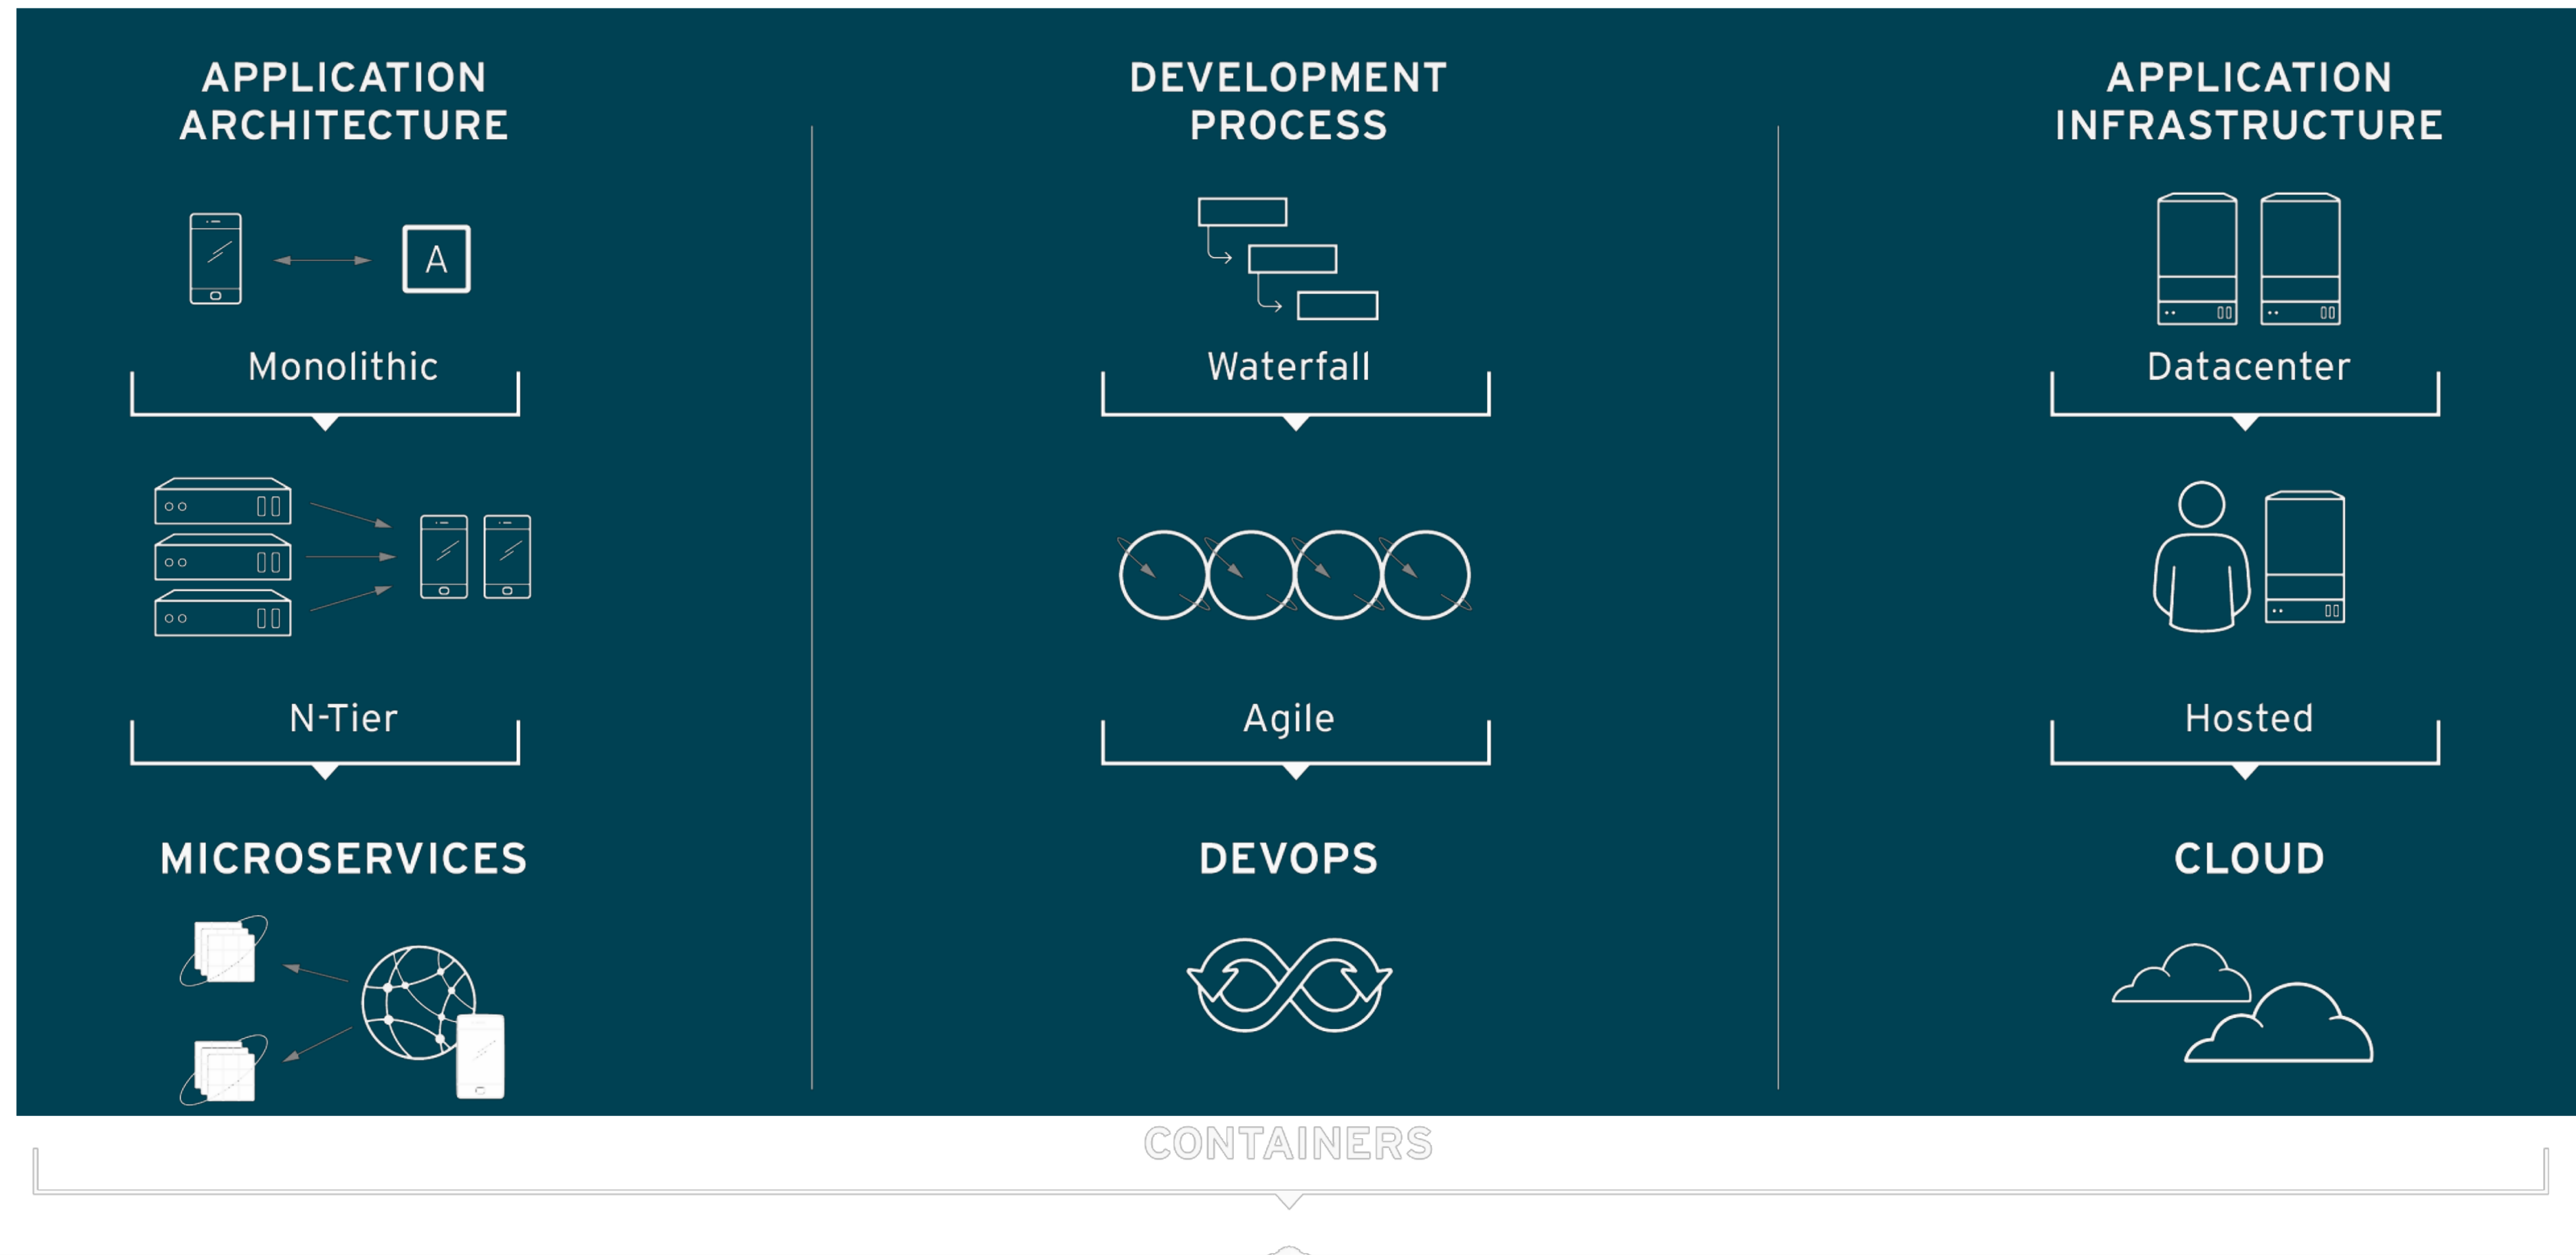 APPLICATION
ARCHITECTURE
A
Monolithic
N-Tier
MICROSERVICES
DEVELOPMENT
PROCESS
Waterfall
Agile
DEVOPS
APPLICATION
INFRASTRUCTURE
Datacenter
Hosted
CLOUD
CONTAINERS